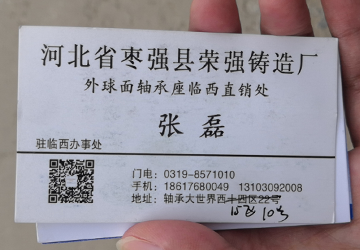 河北省枣强县荣强铸造厂
外球面轴承座临西直销处
张磊
驻临西办事处
门电：0319-8571010
手机：18617680049 13103092008
地址：轴承大世界西十四区22号